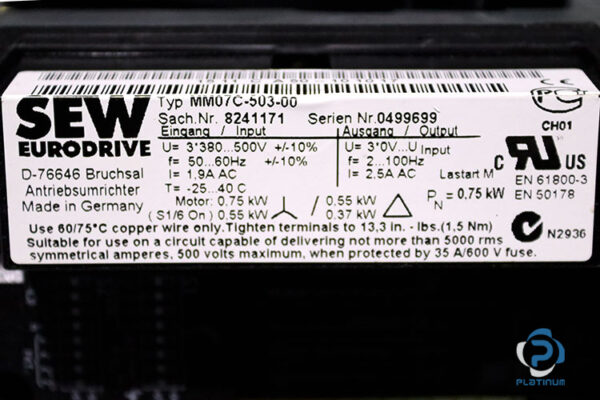 SEW
EURODRIVE
D-76646 Bruchsal
Antriebsumrichter
Made in Germany
Typ MM07C-503-00
Sach.Nr. 8241171 Serien Nr.0499699
Eingang / Input
U= 3*380...500V +/-10%
f= 50...60Hz +/-10%
I= 1,9A AC
T= -25...40 C
Ausgang / Output
U= 3*0V...U Input
f= 2...100Hz
I= 2,5A AC Lastart M
Motor: 0.75 kW / 0.55 kW
( S1/6 On ) 0.55 kW 0.37 kW
PN = 0,75 kW
CH01
C UL US
EN 61800-3
EN 50178
N2936
Use 60/75°C copper wire only.Tighten terminals to 13,3 in. - lbs.(1,5 Nm)
Suitable for use on a circuit capable of delivering not more than 5000 rms
symmetrical amperes, 500 volts maximum, when protected by 35 A/600 V fuse.
PLATINUM